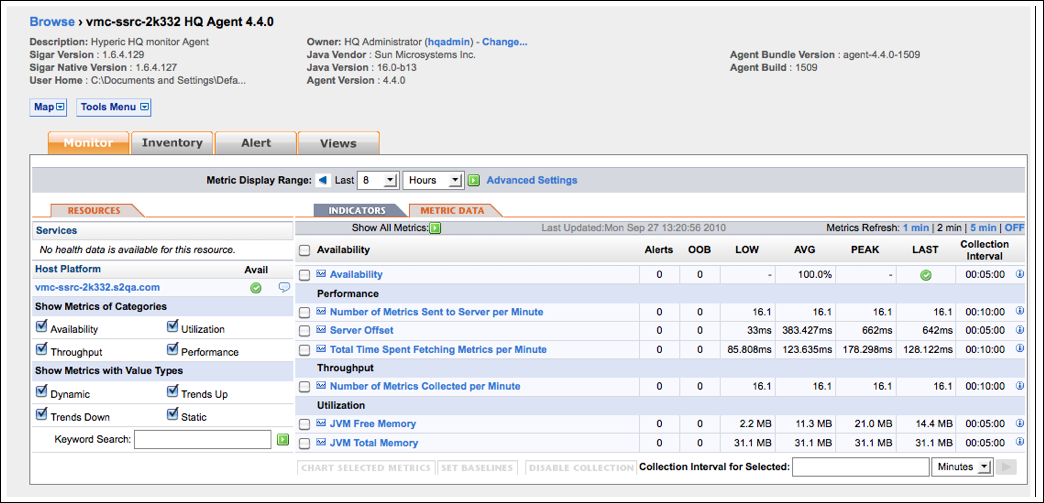 Browse › vmc-ssrc-2k332 HQ Agent 4.4.0
Description: Hyperic HQ monitor Agent Owner: HQ Administrator (hqadmin) - Change...
Sigar Version : 1.6.4.129 Java Vendor : Sun Microsystems Inc. Agent Bundle Version : agent-4.4.0-1509
Sigar Native Version : 1.6.4.127 Java Version : 16.0-b13 Agent Build : 1509
User Home : C:\Documents and Settings\Defa... Agent Version : 4.4.0
Map Tools Menu
Monitor Inventory Alert Views
Metric Display Range: Last 8 Hours Advanced Settings
RESOURCES
Services
No health data is available for this resource.
Host Platform Avail
vmc-ssrc-2k332.s2qa.com
Show Metrics of Categories
Availability Utilization
Throughput Performance
Show Metrics with Value Types
Dynamic Trends Up
Trends Down Static
Keyword Search:
INDICATORS METRIC DATA
Show All Metrics: Last Updated:Mon Sep 27 13:20:56 2010 Metrics Refresh: 1 min | 2 min | 5 min | OFF
Availability Alerts OOB LOW AVG PEAK LAST Collection Interval
Availability 0 0 - 100.0% - 00:05:00
Performance
Number of Metrics Sent to Server per Minute 0 0 16.1 16.1 16.1 16.1 00:10:00
Server Offset 0 0 33ms 383.427ms 662ms 642ms 00:05:00
Total Time Spent Fetching Metrics per Minute 0 0 85.808ms 123.635ms 178.298ms 128.122ms 00:10:00
Throughput
Number of Metrics Collected per Minute 0 0 16.1 16.1 16.1 16.1 00:10:00
Utilization
JVM Free Memory 0 0 2.2 MB 11.3 MB 21.0 MB 14.4 MB 00:05:00
JVM Total Memory 0 0 31.1 MB 31.1 MB 31.1 MB 31.1 MB 00:05:00
CHART SELECTED METRICS SET BASELINES DISABLE COLLECTION Collection Interval for Selected: Minutes